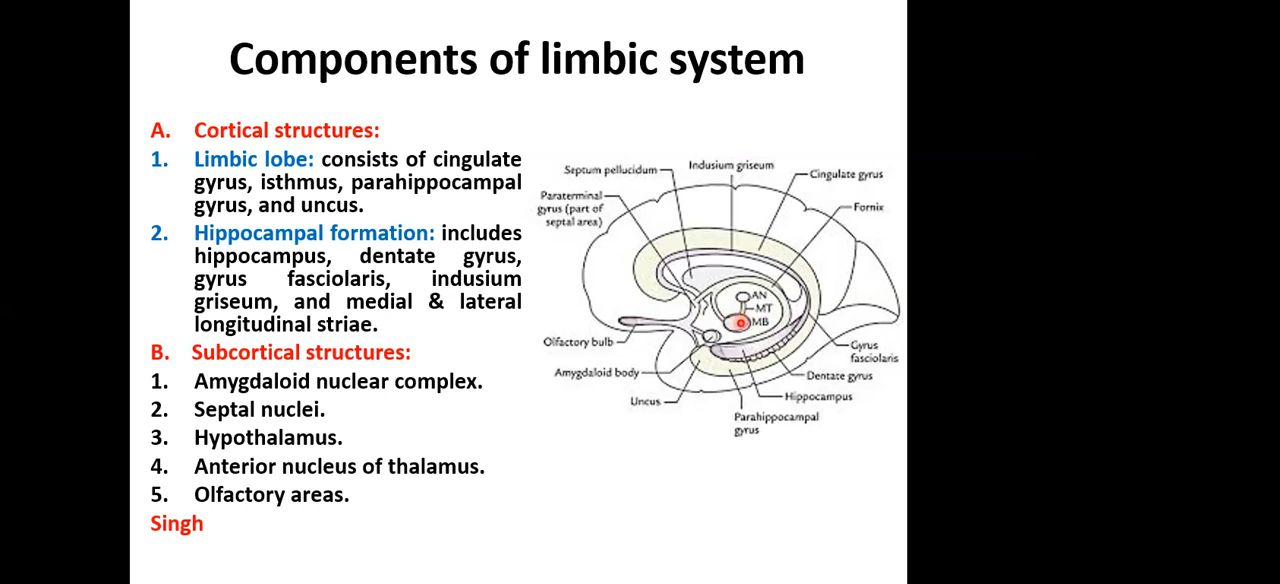 Components of limbic system
A. Cortical structures:
1. Limbic lobe: consists of cingulate
gyrus, isthmus, parahippocampal
gyrus, and uncus.
2. Hippocampal formation: includes
hippocampus, dentate gyrus,
gyrus fasciolaris, indusium
griseum, and medial & lateral
longitudinal striae.
B. Subcortical structures:
1. Amygdaloid nuclear complex.
2. Septal nuclei.
3. Hypothalamus.
4. Anterior nucleus of thalamus.
5. Olfactory areas.
Singh
Septum pellucidum
Indusium griseum
Cingulate gyrus
Paraterminal
gyrus (part of
septal area)
Fornix
AN
MT
MB
Olfactory bulb
Gyrus
fasciolaris
Amygdaloid body
Dentate gyrus
Uncus
Hippocampus
Parahippocampal
gyrus